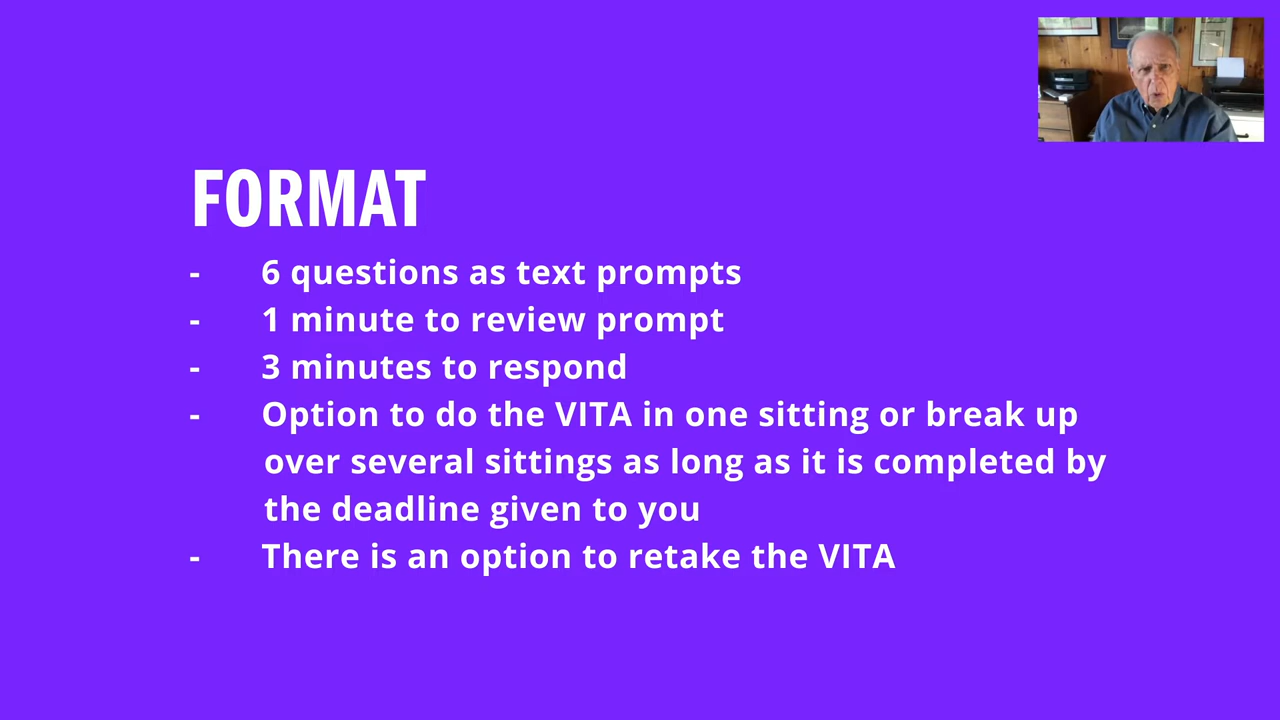 FORMAT
- 6 questions as text prompts
- 1 minute to review prompt
- 3 minutes to respond
- Option to do the VITA in one sitting or break up
over several sittings as long as it is completed by
the deadline given to you
- There is an option to retake the VITA